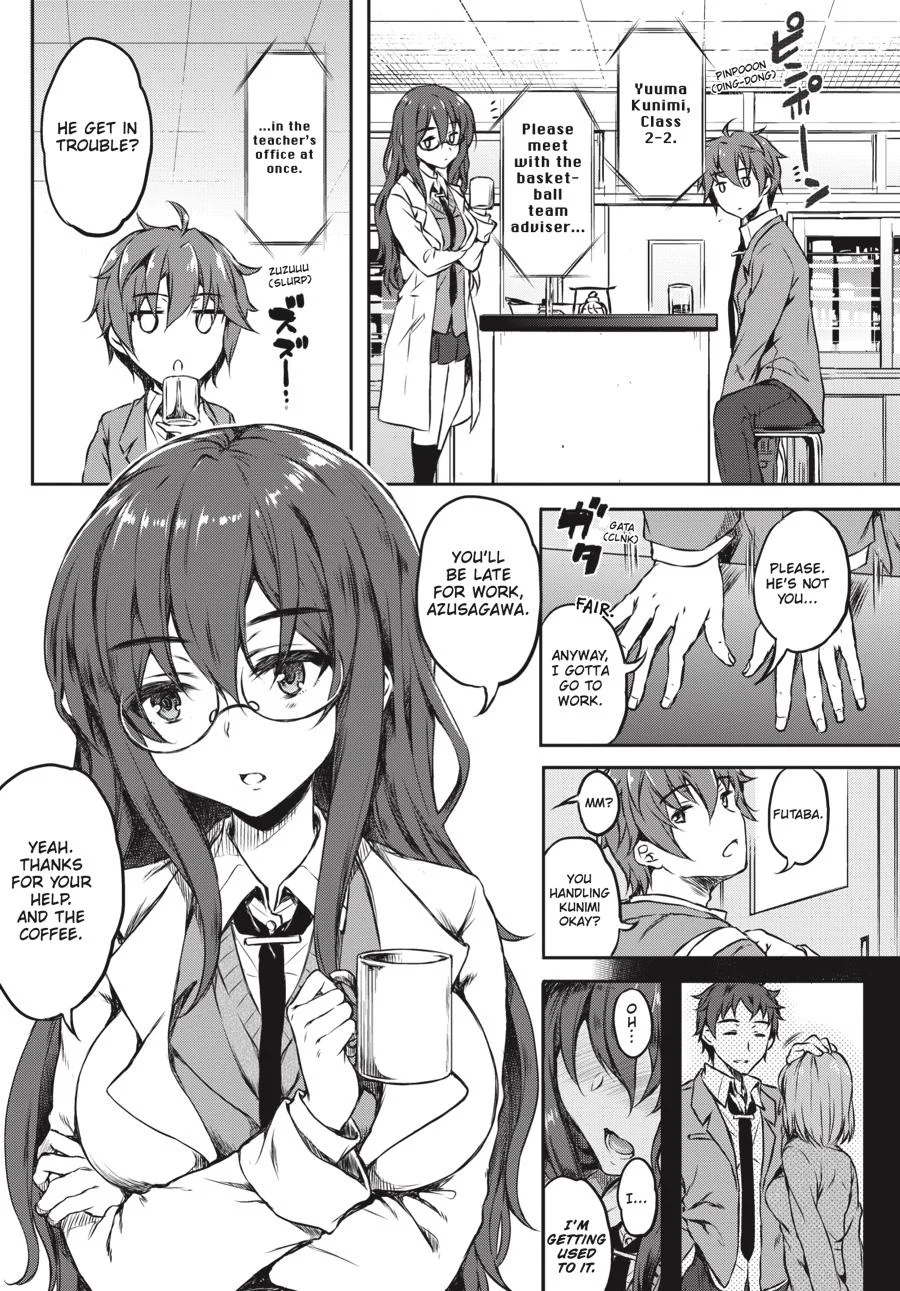 ピンポォン
PINPOOON
(DING-DONG)
Yuuma
Kunimi,
Class
2-2.
Please
meet
with the
basket-
ball
team
adviser...
...in the
teacher's
office at
once.
HE GET IN
TROUBLE?
ZUZUUU
(SLURP)
ズズー…
PLEASE.
HE'S NOT
YOU...
GATA
(CLNK)
ガタ
FAIR.
ANYWAY,
I GOTTA
GO TO
WORK.
YOU'LL
BE LATE
FOR WORK,
AZUSAGAWA.
YEAH.
THANKS
FOR YOUR
HELP.
AND THE
COFFEE.
FUTABA.
MM?
YOU
HANDLING
KUNIMI
OKAY?
OH...
I...
I'M
GETTING
USED
TO IT.